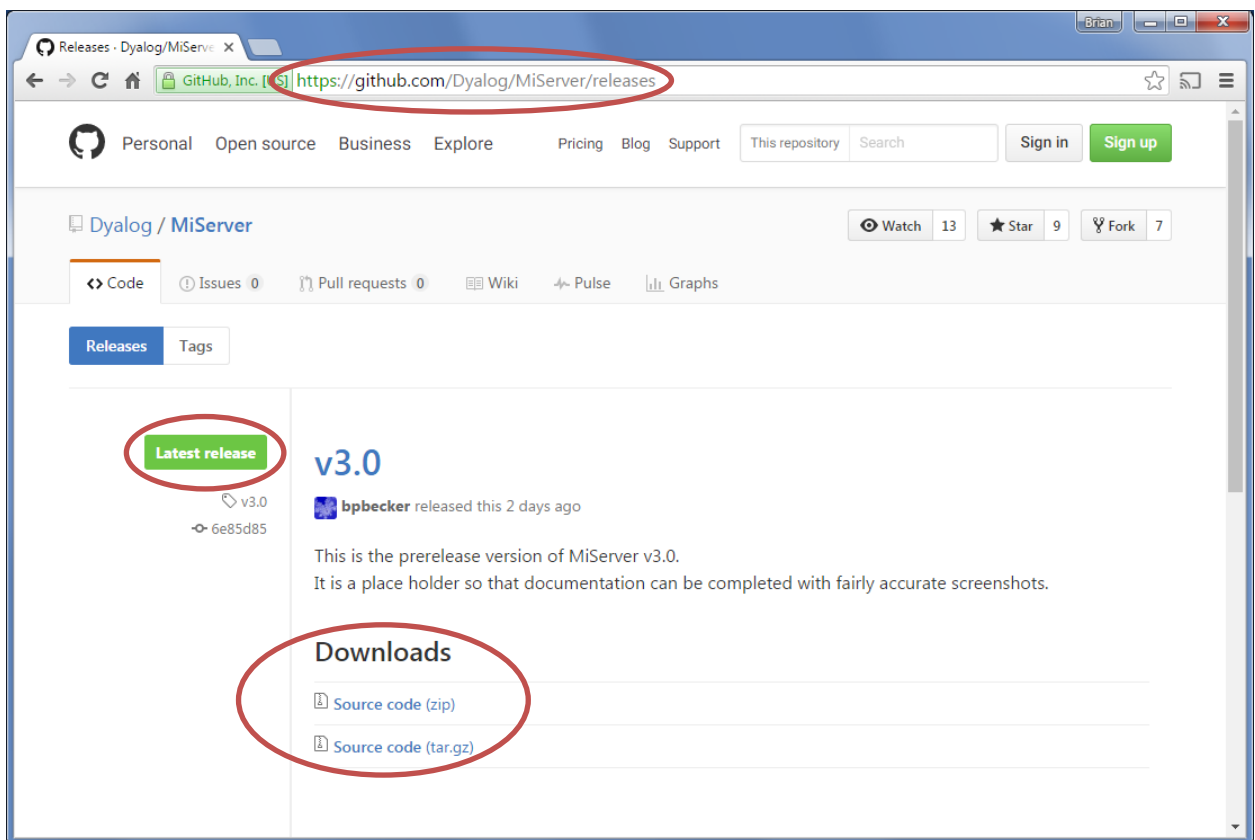 Brian
Releases · Dyalog/MiServe
GitHub, Inc. [US] https://github.com/Dyalog/MiServer/releases
Personal Open source Business Explore Pricing Blog Support This repository Search Sign in Sign up
Dyalog / MiServer Watch 13 Star 9 Fork 7
Code Issues 0 Pull requests 0 Wiki Pulse Graphs
Releases Tags
Latest release
v3.0
v3.0
6e85d85
bpbecker released this 2 days ago
This is the prerelease version of MiServer v3.0.
It is a place holder so that documentation can be completed with fairly accurate screenshots.
Downloads
Source code (zip)
Source code (tar.gz)